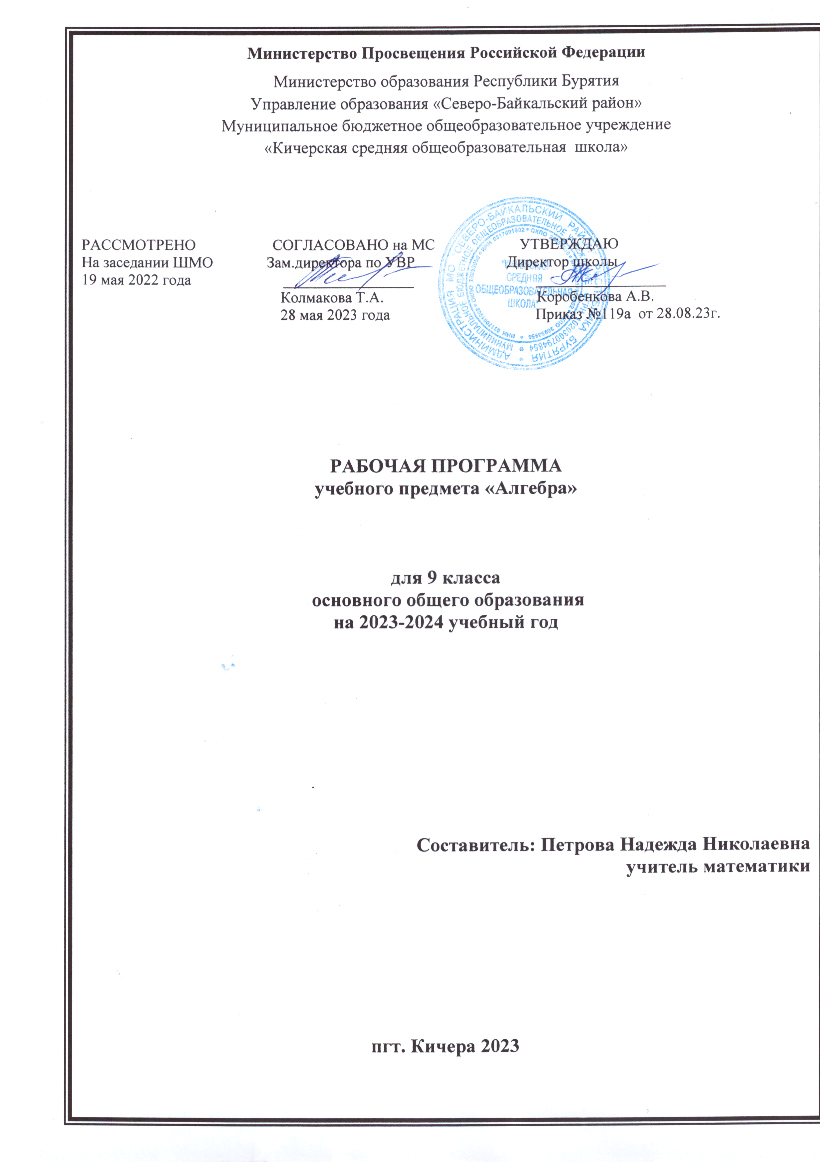 Министерство Просвещения Российской Федерации
Министерство образования Республики Бурятия
Управление образования «Северо-Байкальский район»
Муниципальное бюджетное общеобразовательное учреждение
«Кичерская средняя общеобразовательная школа»
РАССМОТРЕНО СОГЛАСОВАНО на МС УТВЕРЖДАЮ
На заседании ШМО Зам.директора по УВР Директор школы
19 мая 2022 года
Колмакова Т.А. Коробенкова А.В.
28 мая 2023 года Приказ №119а от 28.08.23г.
СРЕДНЯЯ
ОБЩЕОБРАЗОВАТЕЛЬНАЯ
ШКОЛА
РАБОЧАЯ ПРОГРАММА
учебного предмета «Алгебра»
для 9 класса
основного общего образования
на 2023-2024 учебный год
Составитель: Петрова Надежда Николаевна
учитель математики
пгт. Кичера 2023